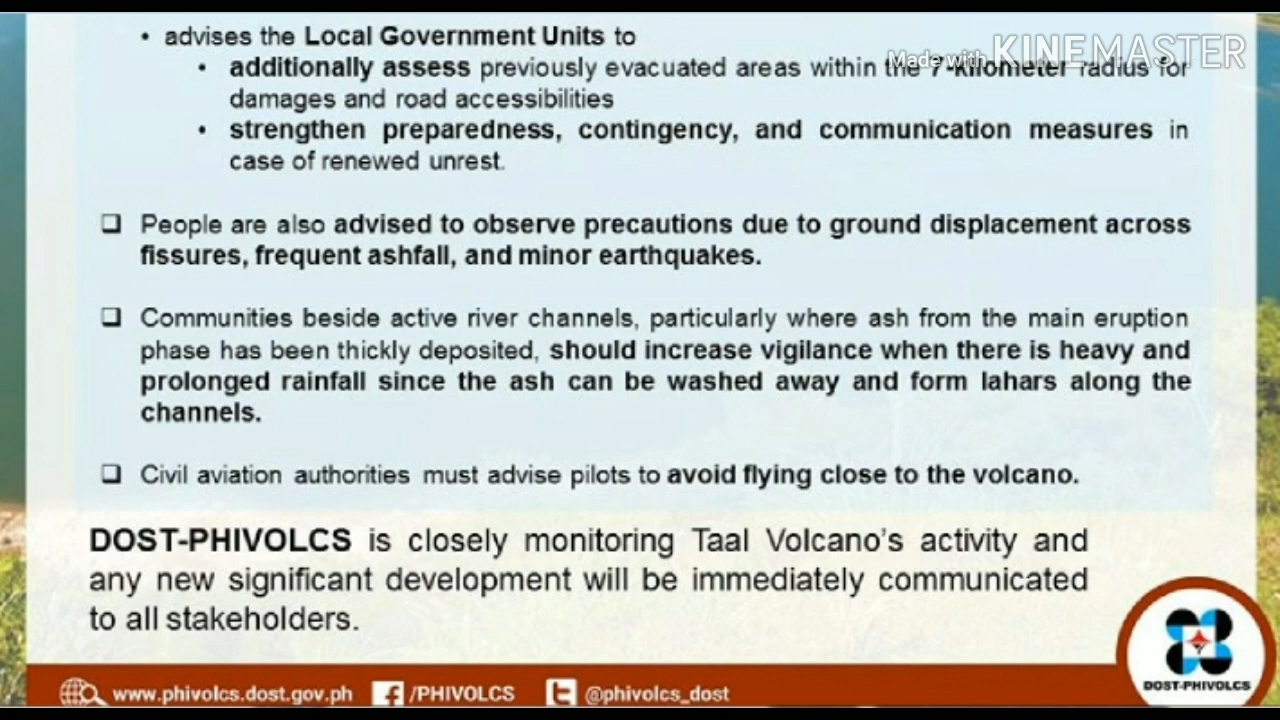 • advises the Local Government Units to
Made with KINEMASTER
• additionally assess previously evacuated areas within the 7-kilometer radius for
damages and road accessibilities
• strengthen preparedness, contingency, and communication measures in
case of renewed unrest.
❑ People are also advised to observe precautions due to ground displacement across
fissures, frequent ashfall, and minor earthquakes.
❑ Communities beside active river channels, particularly where ash from the main eruption
phase has been thickly deposited, should increase vigilance when there is heavy and
prolonged rainfall since the ash can be washed away and form lahars along the
channels.
❑ Civil aviation authorities must advise pilots to avoid flying close to the volcano.
DOST-PHIVOLCS is closely monitoring Taal Volcano's activity and
any new significant development will be immediately communicated
to all stakeholders.
DOST-PHIVOLCS
www.phivolcs.dost.gov.ph f /PHIVOLCS t @phivolcs_dost